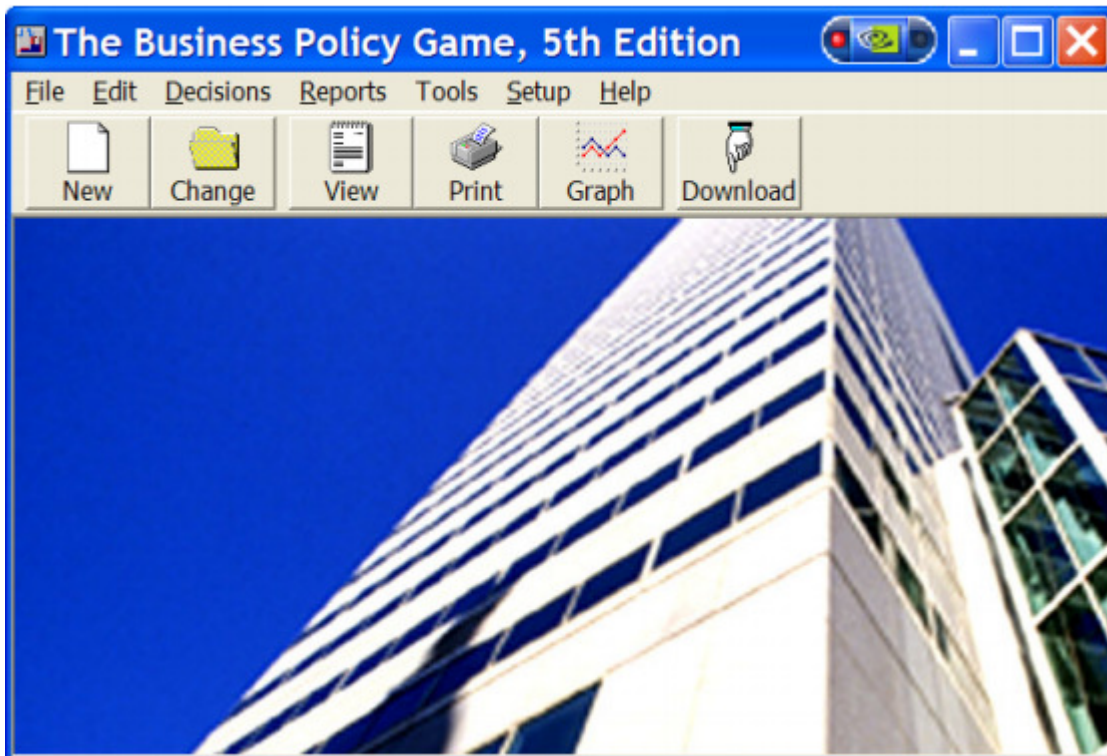 The Business Policy Game, 5th Edition
File Edit Decisions Reports Tools Setup Help
New Change View Print Graph Download